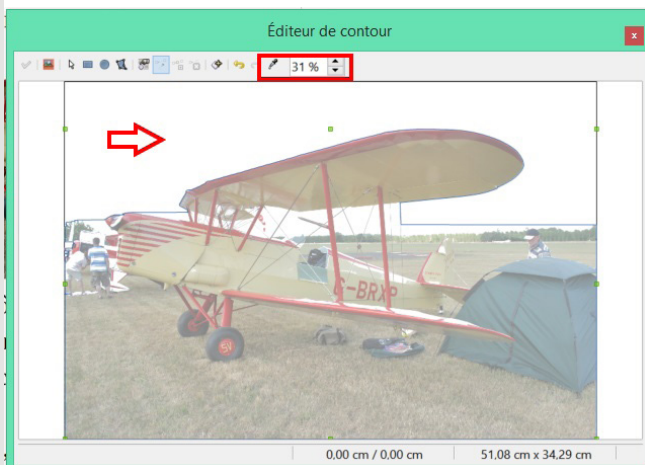 Éditeur de contour
x
31 %
G-BRXP
0,00 cm / 0,00 cm
51,08 cm x 34,29 cm